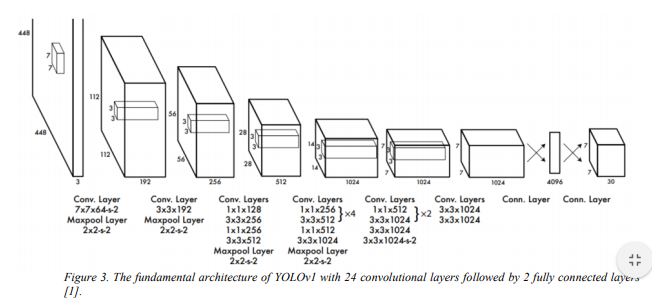 448
7
7
448
3
112
3
3
112
192
56
3
3
56
256
28
3
3
28
512
14
3
3
14
1024
7
3
3
7
1024
7
7
1024
4096
7
7
30
Conv. Layer
7x7x64-s-2
Maxpool Layer
2x2-s-2
Conv. Layer
3x3x192
Maxpool Layer
2x2-s-2
Conv. Layers
1x1x128
3x3x256
1x1x256
3x3x512
Maxpool Layer
2x2-s-2
Conv. Layers
1x1x256
3x3x512 }×4
1x1x512
3x3x1024
Maxpool Layer
2x2-s-2
Conv. Layers
1x1x512
3x3x1024 }×2
3x3x1024
3x3x1024-s-2
Conv. Layers
3x3x1024
3x3x1024
Conn. Layer
Conn. Layer
Figure 3. The fundamental architecture of YOLOv1 with 24 convolutional layers followed by 2 fully connected layers
[1].